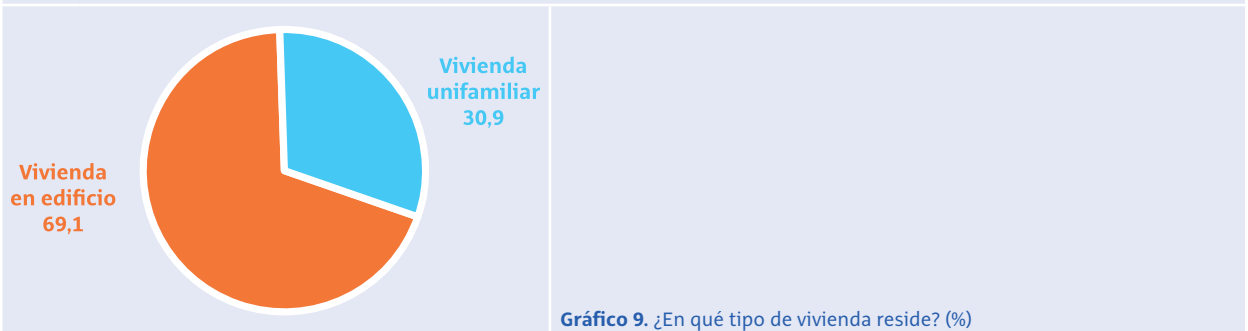 Vivienda
unifamiliar
30,9
Vivienda
en edificio
69,1
Gráfico 9. ¿En qué tipo de vivienda reside? (%)